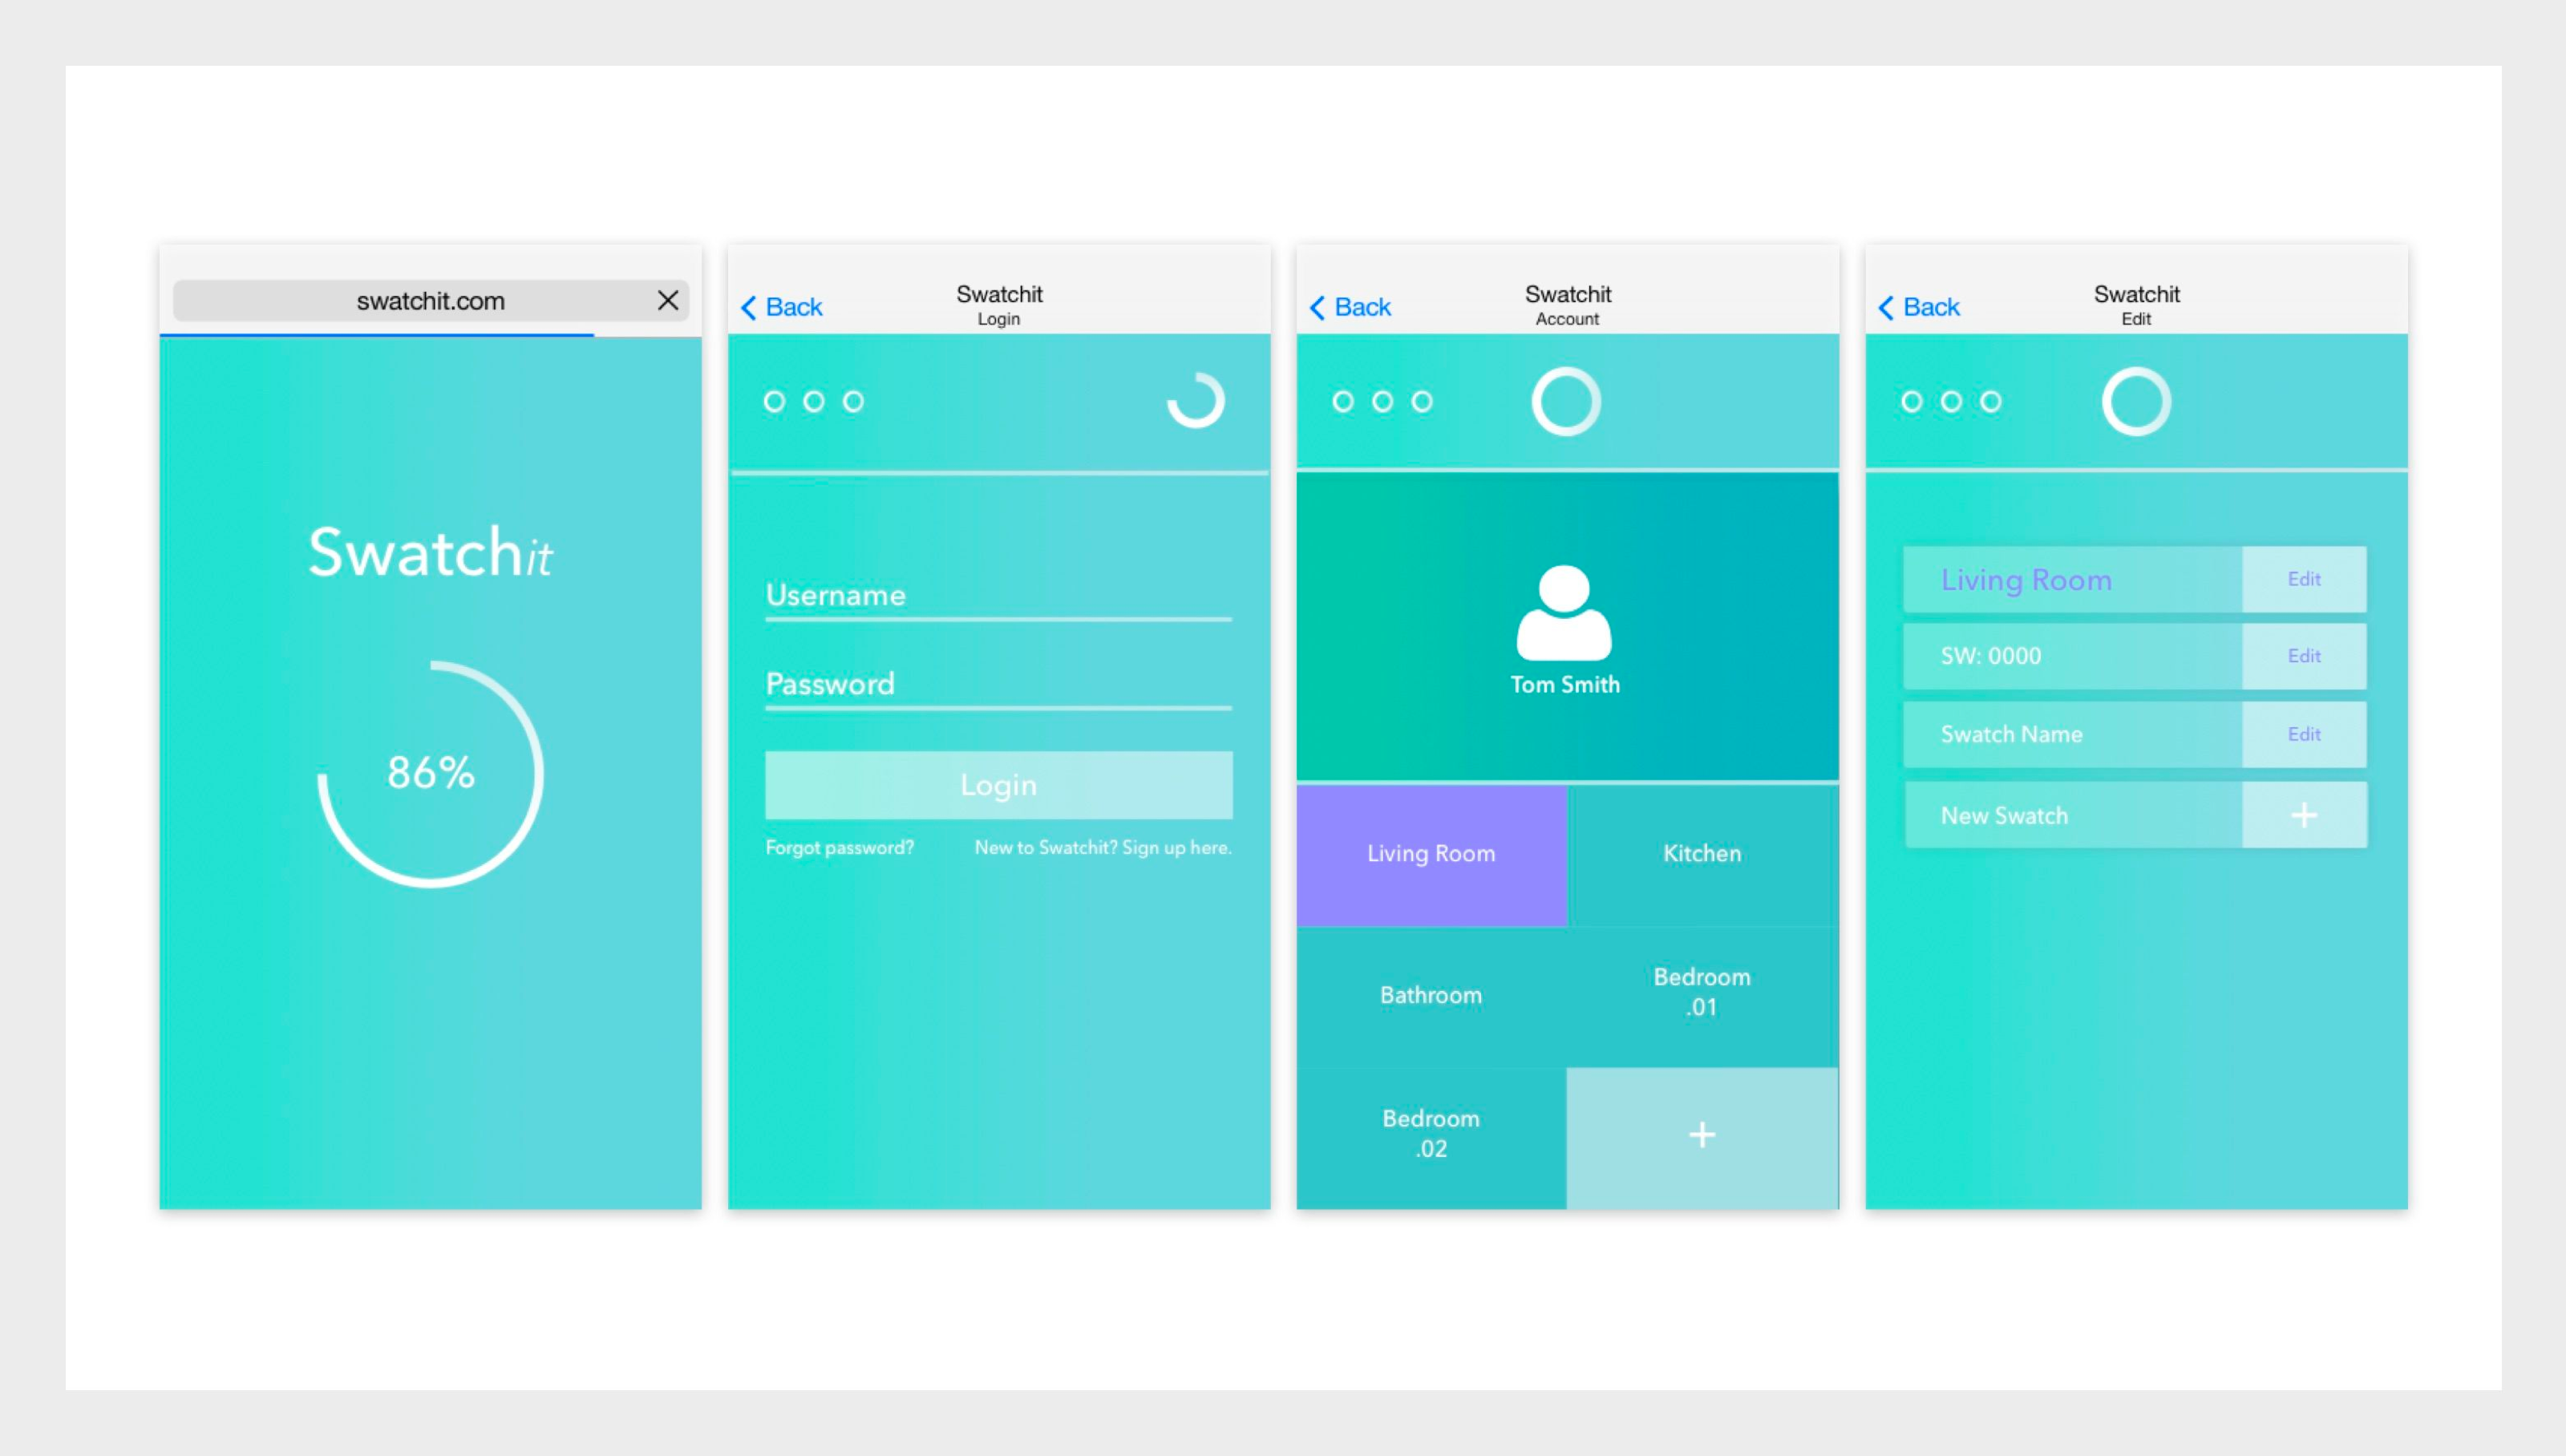 swatchit.com
Swatchit
86%
Back
Swatchit
Login
Username
Password
Login
Forgot password? New to Swatchit? Sign up here.
Back
Swatchit
Account
Tom Smith
Living Room
Kitchen
Bathroom
Bedroom
.01
Bedroom
.02
+
Back
Swatchit
Edit
Living Room Edit
SW: 0000 Edit
Swatch Name Edit
New Swatch +